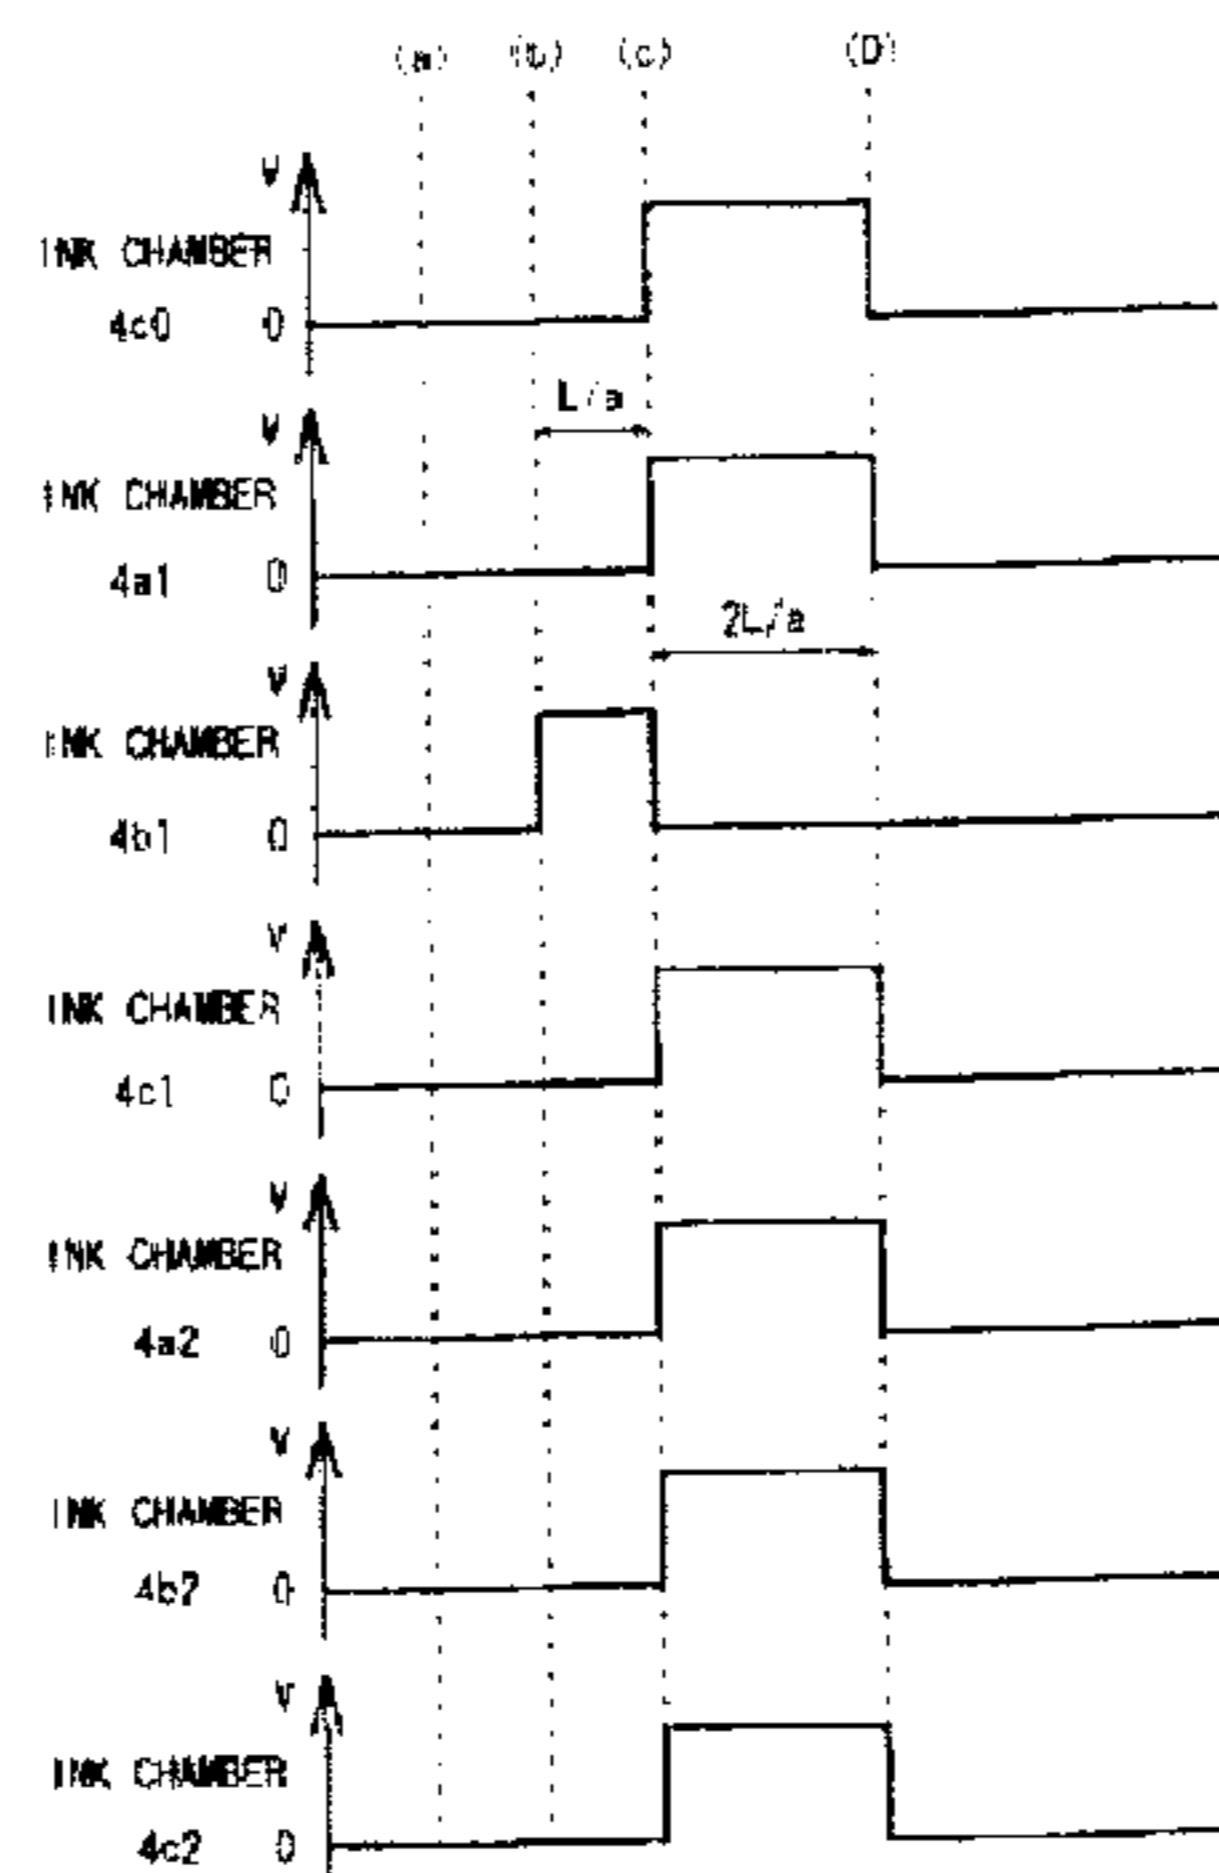 (a) (b) (c) (D)
V
INK CHAMBER
4c0 0
L/a
V
INK CHAMBER
4a1 0
2L/a
V
INK CHAMBER
4b1 0
V
INK CHAMBER
4c1 0
V
INK CHAMBER
4a2 0
V
INK CHAMBER
4b2 0
V
INK CHAMBER
4c2 0